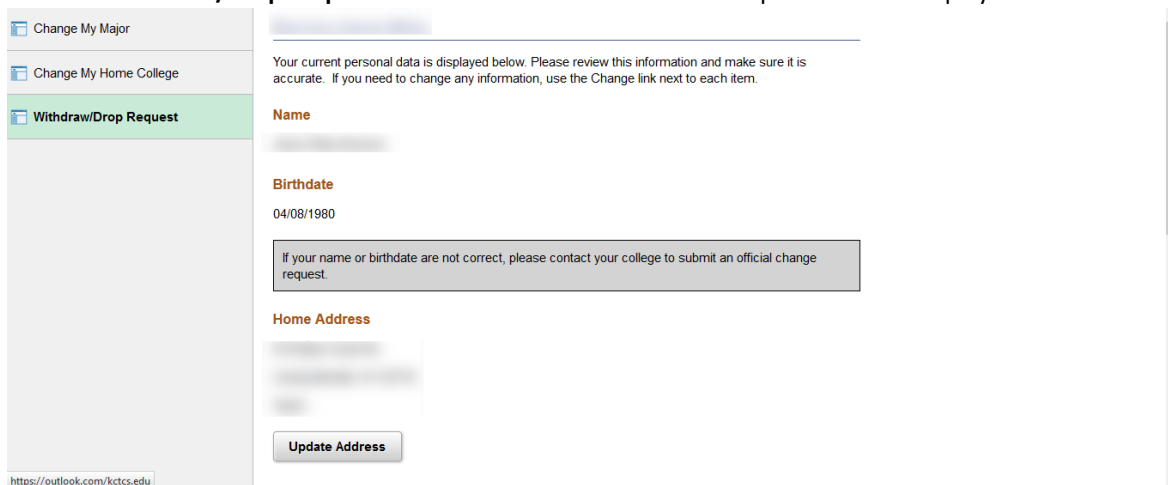 Change My Major
Your current personal data is displayed below. Please review this information and make sure it is
accurate. If you need to change any information, use the Change link next to each item.
Change My Home College
Withdraw/Drop Request
Name
Birthdate
04/08/1980
If your name or birthdate are not correct, please contact your college to submit an official change
request.
Home Address
Update Address
https://outlook.com/kctcs.edu